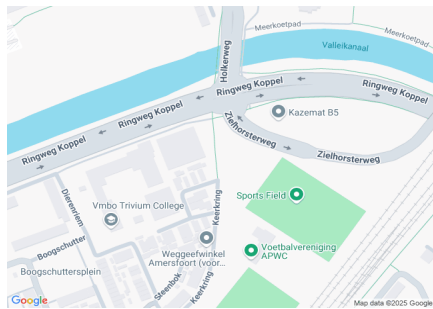 Meerkoetpad
Meerkoetpad
Valleikanaal
Holkerweg
Ringweg Koppel
Ringweg Koppel
Ringweg Koppel
Ringweg Koppel
Kazemat B5
Zielhorsterweg
Zielhorsterweg
Dierenriem
Sports Field
Vmbo Trivium College
Keerkring
Boogschutter
Voetbalvereniging
APWC
Weggeefwinkel
Amersfoort (voor...
Boogschuttersplein
Steenbok
Keerkring
Google
Map data ©2025 Google